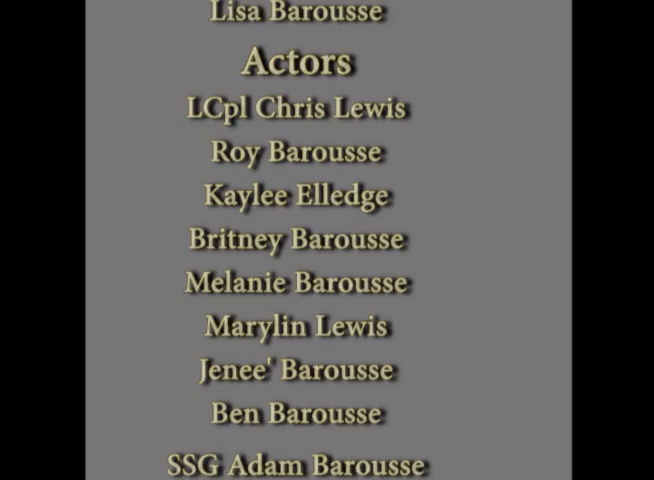 Lisa Barousse
Actors
LCpl Chris Lewis
Roy Barousse
Kaylee Elledge
Britney Barousse
Melanie Barousse
Marylin Lewis
Jenee' Barousse
Ben Barousse
SSG Adam Barousse